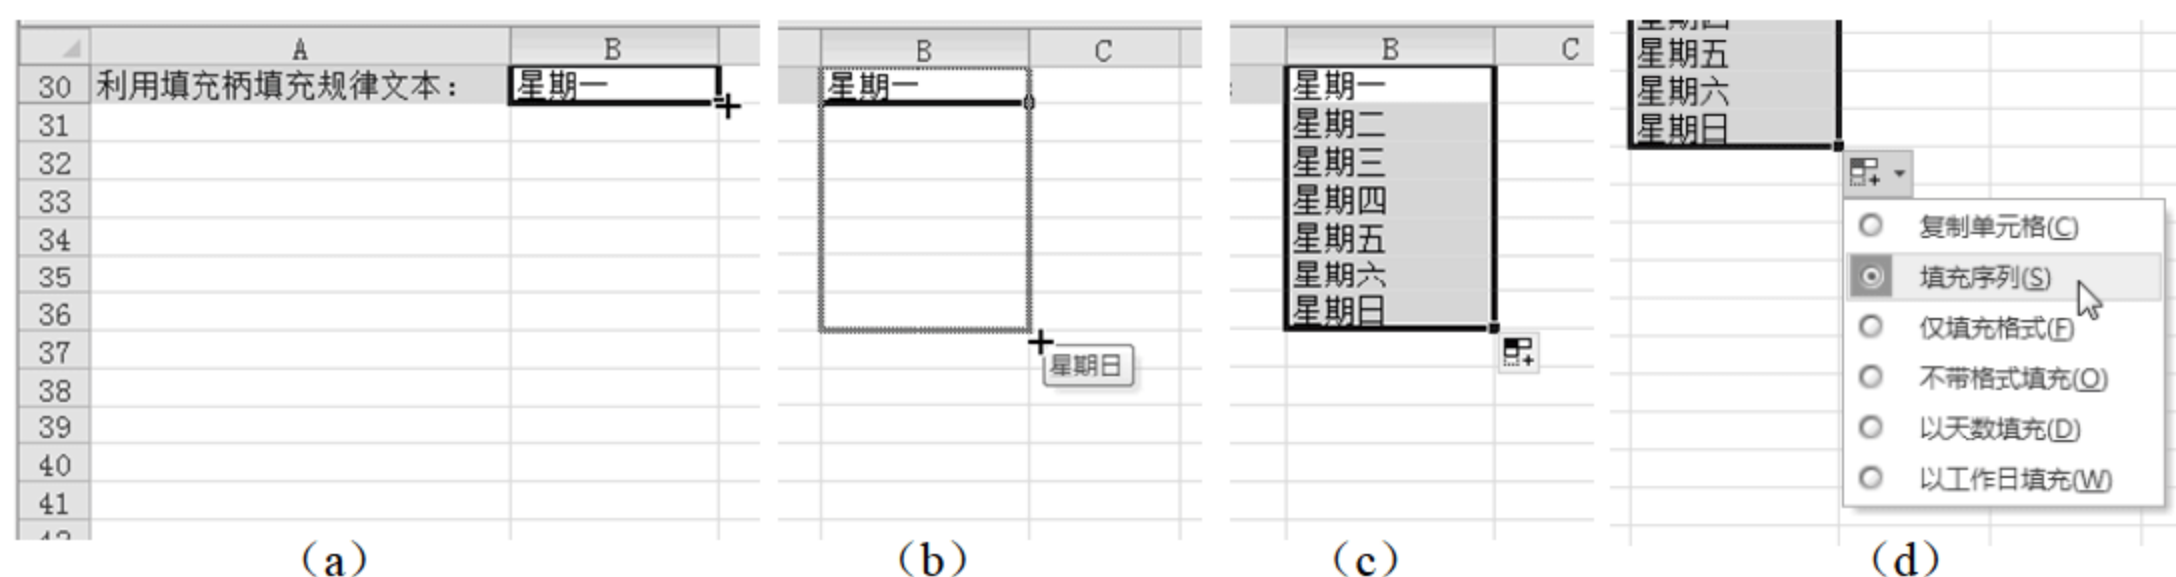 A B
30 利用填充柄填充规律文本： 星期一
31
32
33
34
35
36
37
38
39
40
41
(a)
B C
星期一
星期日
(b)
B C
星期一
星期二
星期三
星期四
星期五
星期六
星期日
(c)
星期四
星期五
星期六
星期日
复制单元格(C)
填充序列(S)
仅填充格式(F)
不带格式填充(O)
以天数填充(D)
以工作日填充(W)
(d)